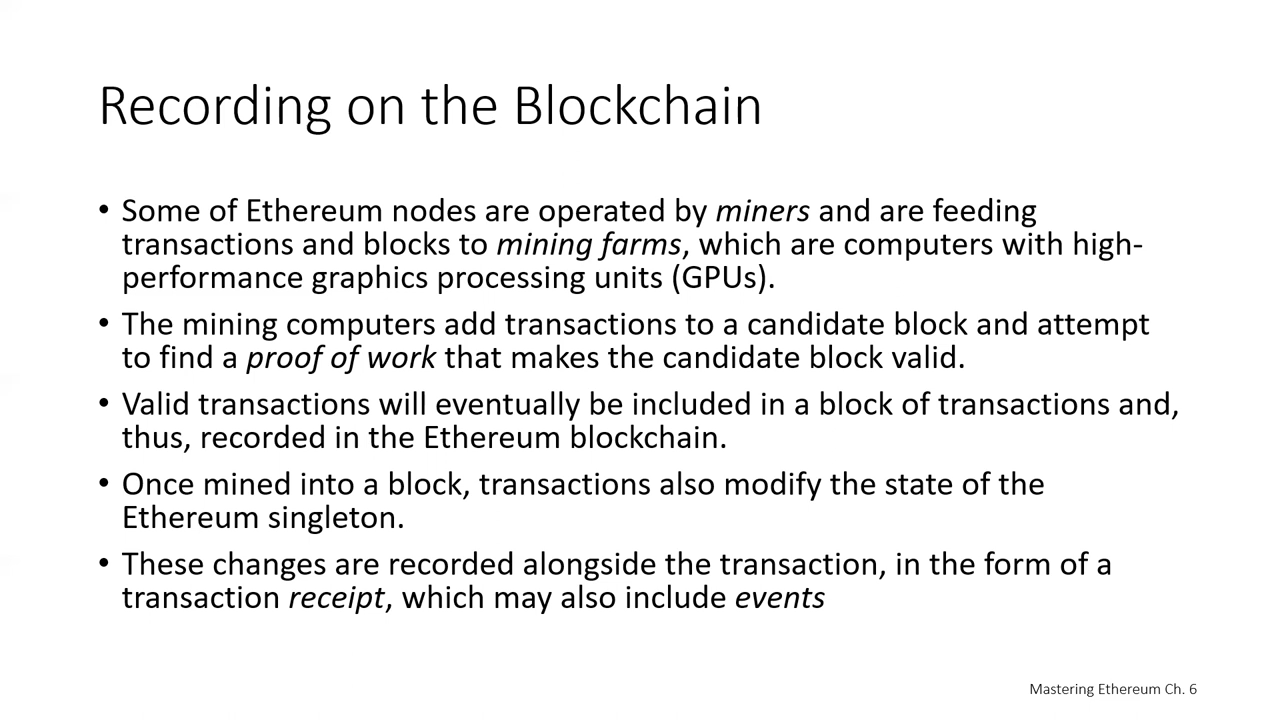 Recording on the Blockchain
• Some of Ethereum nodes are operated by miners and are feeding
transactions and blocks to mining farms, which are computers with high-
performance graphics processing units (GPUs).
• The mining computers add transactions to a candidate block and attempt
to find a proof of work that makes the candidate block valid.
• Valid transactions will eventually be included in a block of transactions and,
thus, recorded in the Ethereum blockchain.
• Once mined into a block, transactions also modify the state of the
Ethereum singleton.
• These changes are recorded alongside the transaction, in the form of a
transaction receipt, which may also include events
Mastering Ethereum Ch. 6